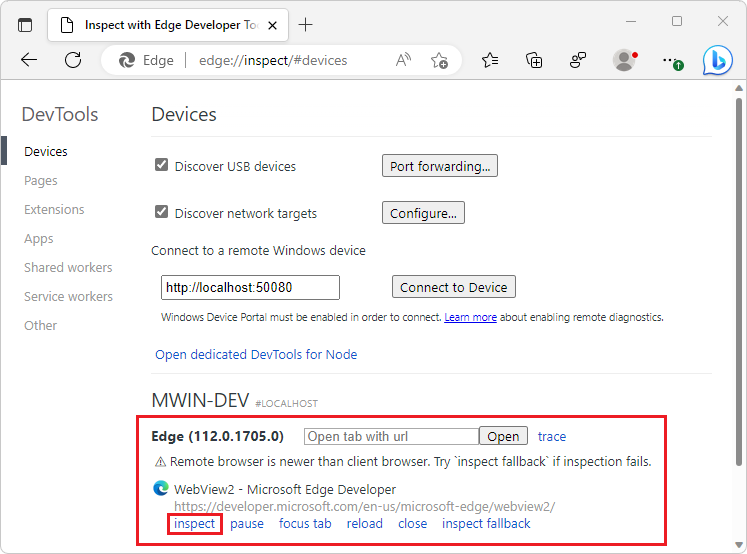 Inspect with Edge Developer To
Edge
edge://inspect/#devices
DevTools
Devices
Pages
Extensions
Apps
Shared workers
Service workers
Other
Devices
Discover USB devices
Port forwarding...
Discover network targets
Configure...
Connect to a remote Windows device
http://localhost:50080
Connect to Device
Windows Device Portal must be enabled in order to connect. Learn more about enabling remote diagnostics.
Open dedicated DevTools for Node
MWIN-DEV #LOCALHOST
Edge (112.0.1705.0) Open tab with url Open trace
Remote browser is newer than client browser. Try `inspect fallback` if inspection fails.
WebView2 - Microsoft Edge Developer
https://developer.microsoft.com/en-us/microsoft-edge/webview2/
inspect pause focus tab reload close inspect fallback